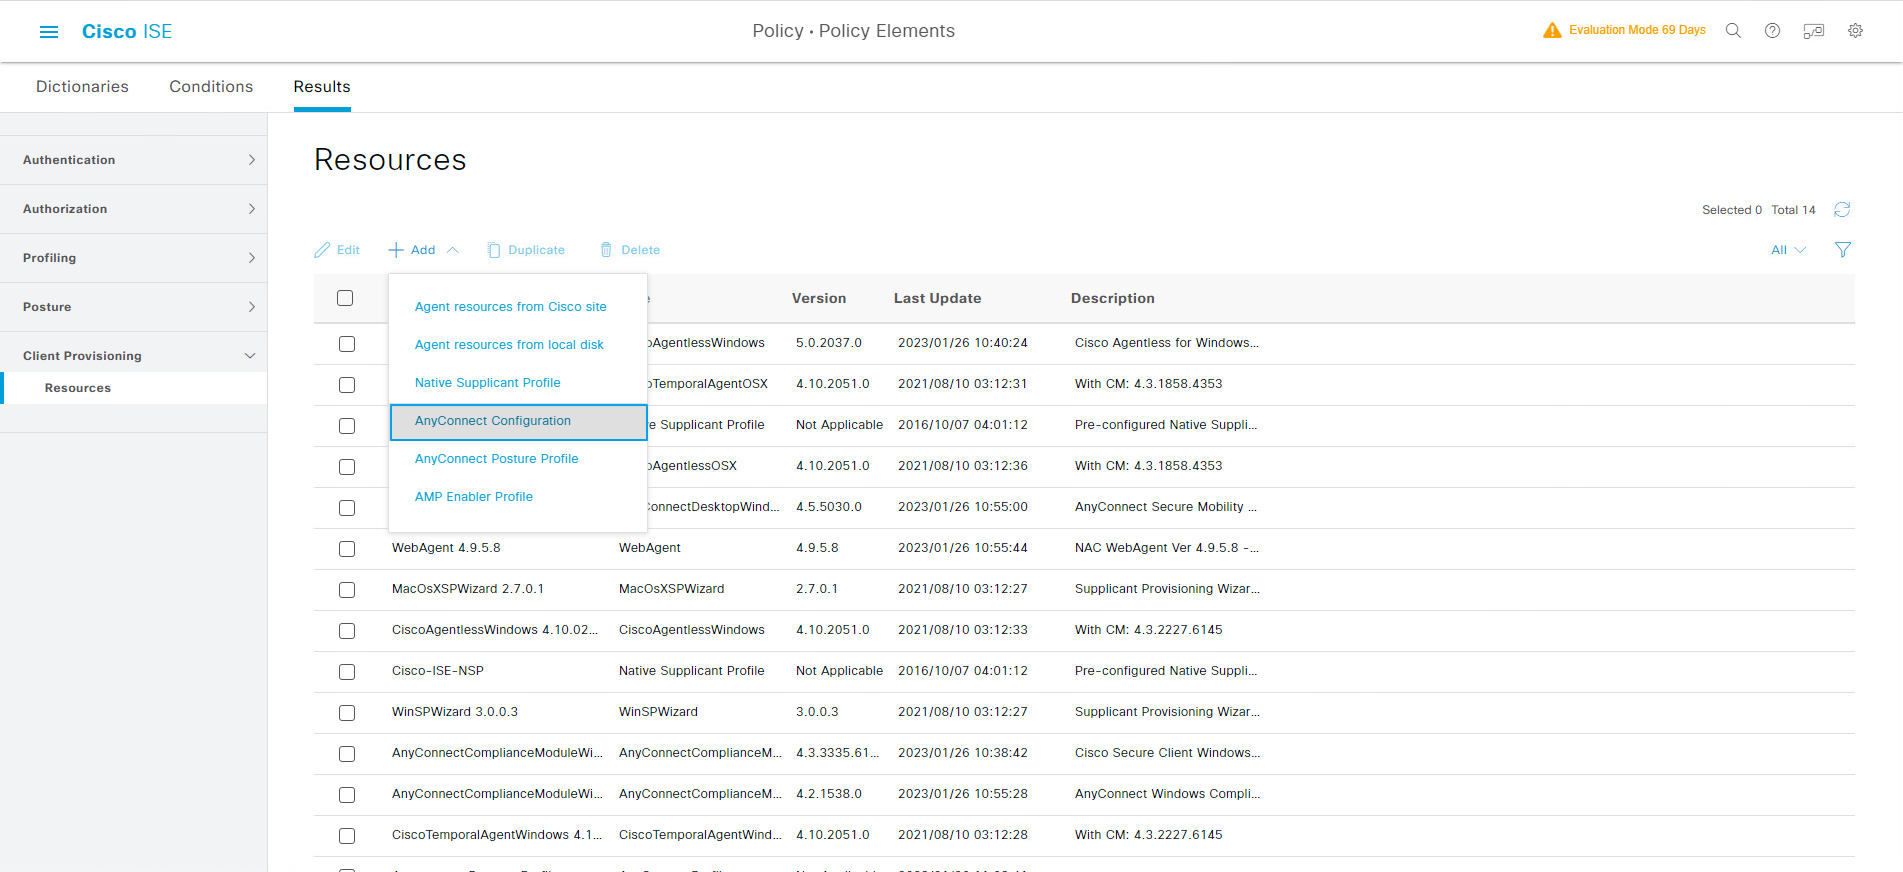 Cisco ISE
Policy · Policy Elements
Evaluation Mode 69 Days
Dictionaries Conditions Results
Authentication
Authorization
Profiling
Posture
Client Provisioning
Resources
Resources
Selected 0 Total 14
Edit Add Duplicate Delete
All
Agent resources from Cisco site
Agent resources from local disk
Native Supplicant Profile
AnyConnect Configuration
AnyConnect Posture Profile
AMP Enabler Profile
Version Last Update Description
AgentlessWindows 5.0.2037.0 2023/01/26 10:40:24 Cisco Agentless for Windows...
TemporalAgentOSX 4.10.2051.0 2021/08/10 03:12:31 With CM: 4.3.1858.4353
e Supplicant Profile Not Applicable 2016/10/07 04:01:12 Pre-configured Native Suppli...
AgentlessOSX 4.10.2051.0 2021/08/10 03:12:36 With CM: 4.3.1858.4353
ConnectDesktopWind... 4.5.5030.0 2023/01/26 10:55:00 AnyConnect Secure Mobility ...
WebAgent 4.9.5.8 WebAgent 4.9.5.8 2023/01/26 10:55:44 NAC WebAgent Ver 4.9.5.8 -...
MacOsXSPWizard 2.7.0.1 MacOsXSPWizard 2.7.0.1 2021/08/10 03:12:27 Supplicant Provisioning Wizar...
CiscoAgentlessWindows 4.10.02... CiscoAgentlessWindows 4.10.2051.0 2021/08/10 03:12:33 With CM: 4.3.2227.6145
Cisco-ISE-NSP Native Supplicant Profile Not Applicable 2016/10/07 04:01:12 Pre-configured Native Suppli...
WinSPWizard 3.0.0.3 WinSPWizard 3.0.0.3 2021/08/10 03:12:27 Supplicant Provisioning Wizar...
AnyConnectComplianceModuleWi... AnyConnectComplianceM... 4.3.3335.61... 2023/01/26 10:38:42 Cisco Secure Client Windows...
AnyConnectComplianceModuleWi... AnyConnectComplianceM... 4.2.1538.0 2023/01/26 10:55:28 AnyConnect Windows Compli...
CiscoTemporalAgentWindows 4.1... CiscoTemporalAgentWind... 4.10.2051.0 2021/08/10 03:12:28 With CM: 4.3.2227.6145